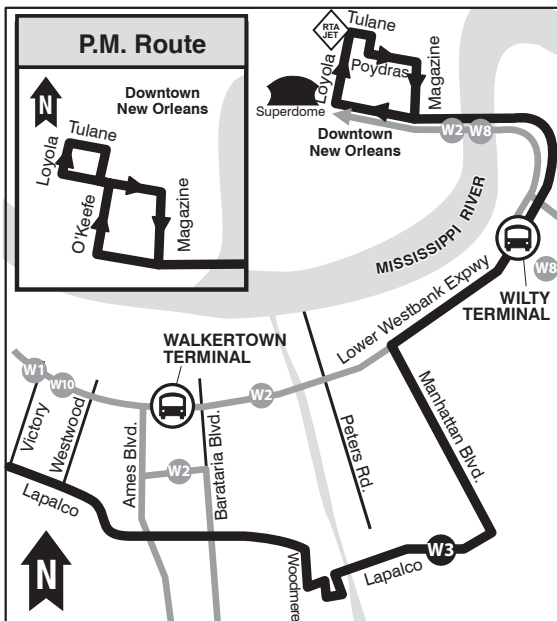 P.M. Route
N
Downtown
New Orleans
Tulane
Loyola
O'Keefe
Magazine
RTA
JET
Tulane
Loyola
Poydras
Magazine
Superdome
Downtown
New Orleans
W2
W8
MISSISSIPPI RIVER
W8
WILTY
TERMINAL
Lower Westbank Expwy
WALKERTOWN
TERMINAL
W1
W10
W2
Victory
Westwood
Ames Blvd.
Barataria Blvd.
W2
Peters Rd.
Manhattan Blvd.
Lapalco
Woodmere
Lapalco
W3
N